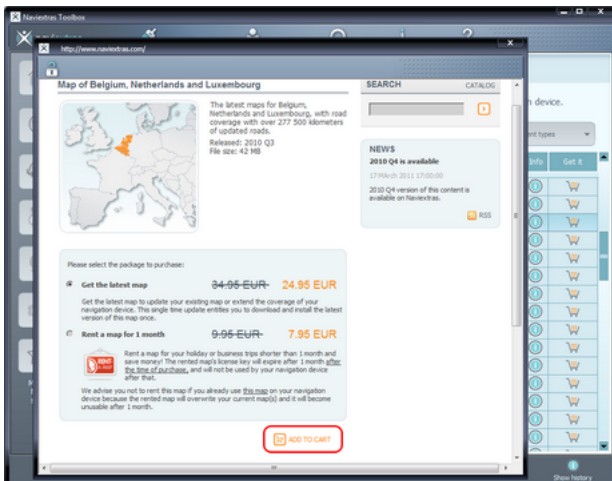 Naviextras Toolbox
http://www.naviextras.com/
Map of Belgium, Netherlands and Luxembourg
The latest maps for Belgium,
Netherlands and Luxembourg, with road
coverage with over 277 500 kilometers
of updated roads.
Released: 2010 Q3
File size: 42 MB
SEARCH CATALOG
NEWS
2010 Q4 is available
17 March 2011 17:00:00
2010 Q4 version of this content is
available on Naviextras.
RSS
Please select the package to purchase:
Get the latest map 34.95 EUR 24.95 EUR
Get the latest map to update your existing map or extend the coverage of your
navigation device. This single time update entitles you to download and install the latest
version of this map once.
Rent a map for 1 month 9.95 EUR 7.95 EUR
RENT
A MAP
Rent a map for your holiday or business trips shorter than 1 month and
save money! The rented map's license key will expire after 1 month after
the time of purchase, and will not be used by your navigation device
after that.
We advise you not to rent this map if you already use this map on your navigation
device because the rented map will overwrite your current map(s) and it will become
unusable after 1 month.
ADD TO CART
device.
Info Get it
Show history